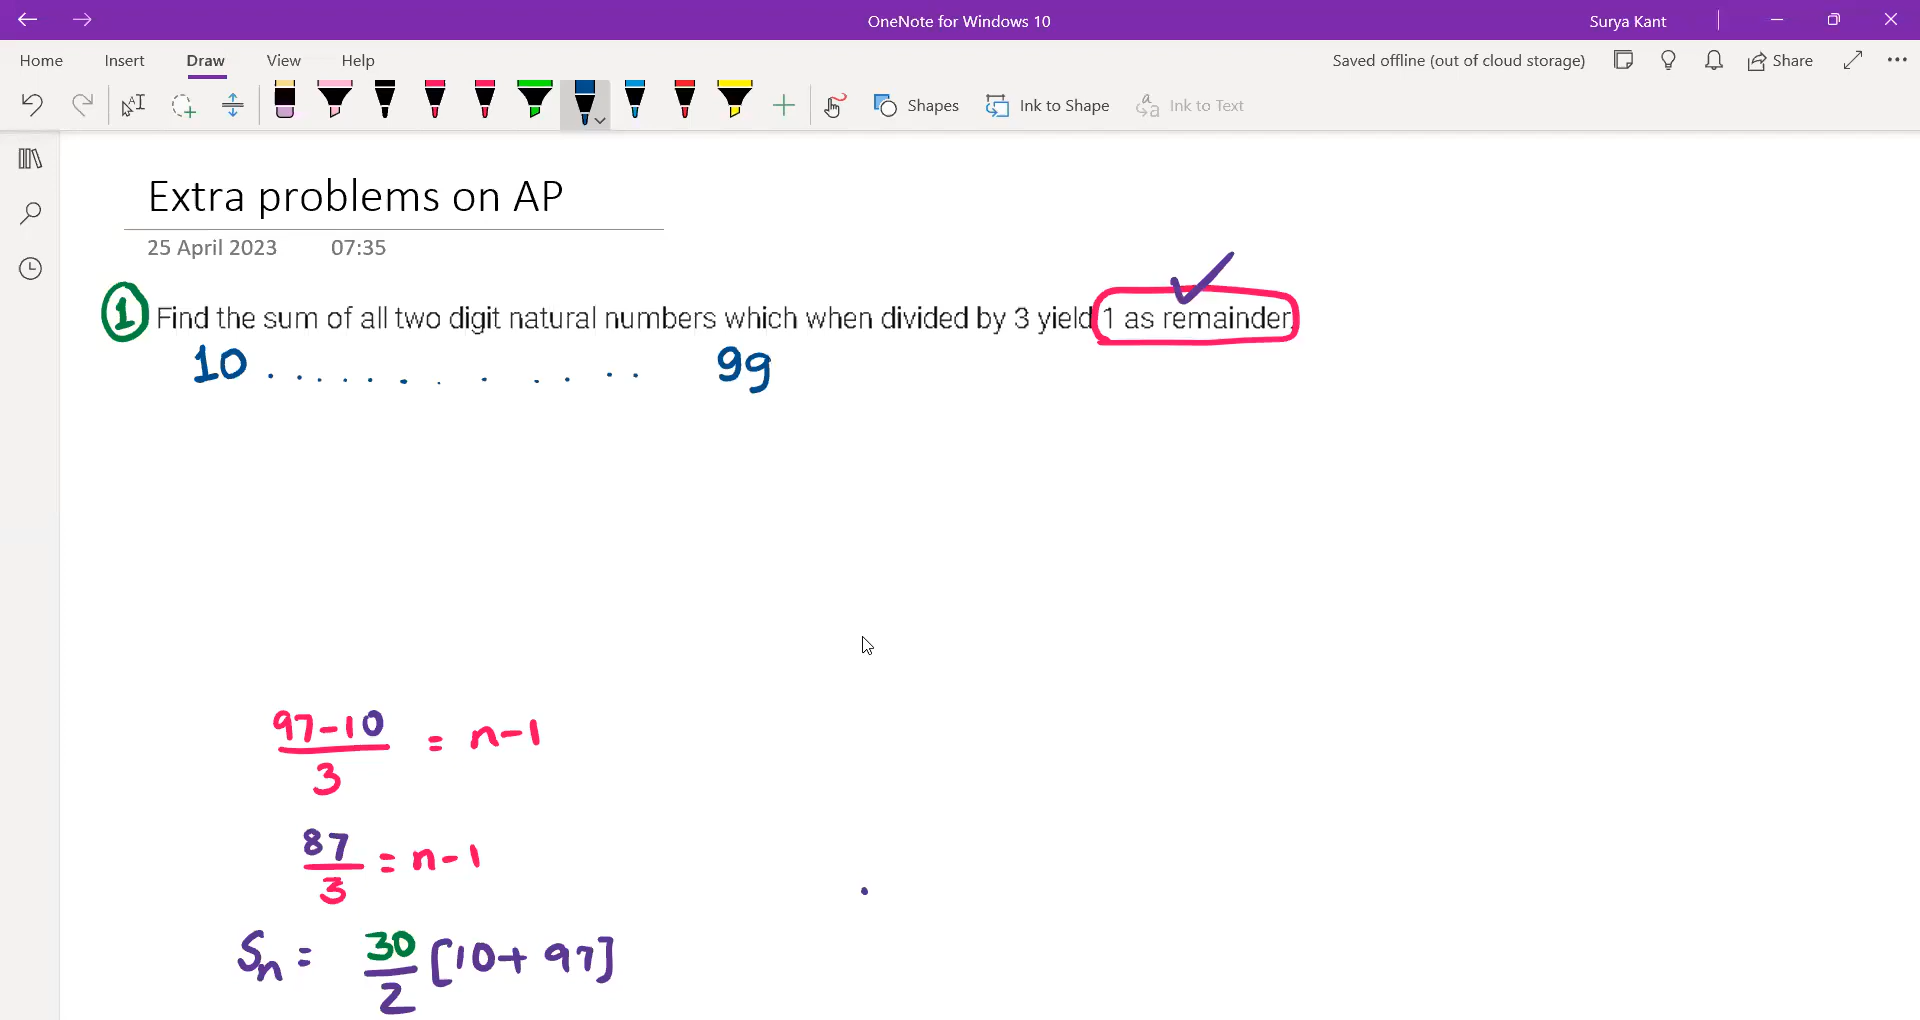 OneNote for Windows 10
Surya Kant
Home Insert Draw View Help
Saved offline (out of cloud storage)
Share
Shapes
Ink to Shape
Ink to Text
Extra problems on AP
25 April 2023 07:35
1 Find the sum of all two digit natural numbers which when divided by 3 yield 1 as remainder.
10 . . . . . . . . . . . . 99
97-10/3 = n-1
87/3 = n-1
Sn = 30/2 [10+ 97]